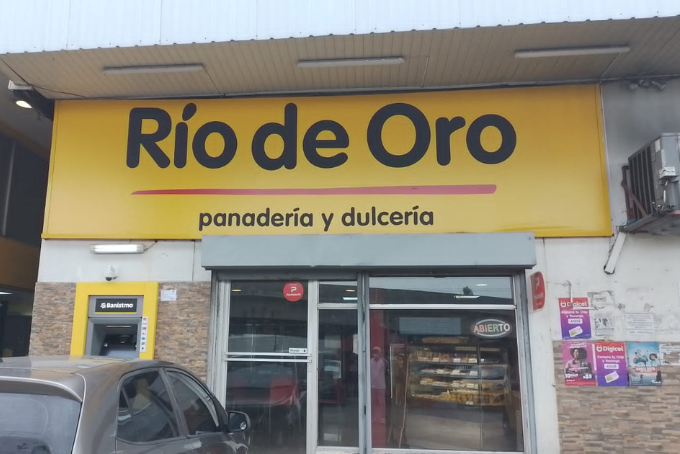 Río de Oro
panadería y dulcería
Banistmo
ABIERTO
Digicel
Digicel